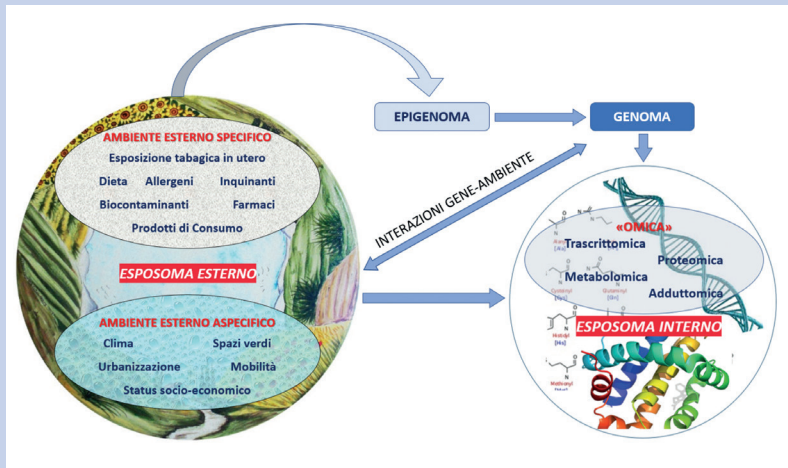 EPIGENOMA
GENOMA
AMBIENTE ESTERNO SPECIFICO
Esposizione tabagica in utero
Dieta Allergeni Inquinanti
Biocontaminanti Farmaci
Prodotti di Consumo
ESPOSOMA ESTERNO
AMBIENTE ESTERNO ASPECIFICO
Clima Spazi verdi
Urbanizzazione Mobilità
Status socio-economico
INTERAZIONI GENE-AMBIENTE
«OMICA»
Trascrittomica
Proteomica
Metabolomica
Adduttomica
ESPOSOMA INTERNO